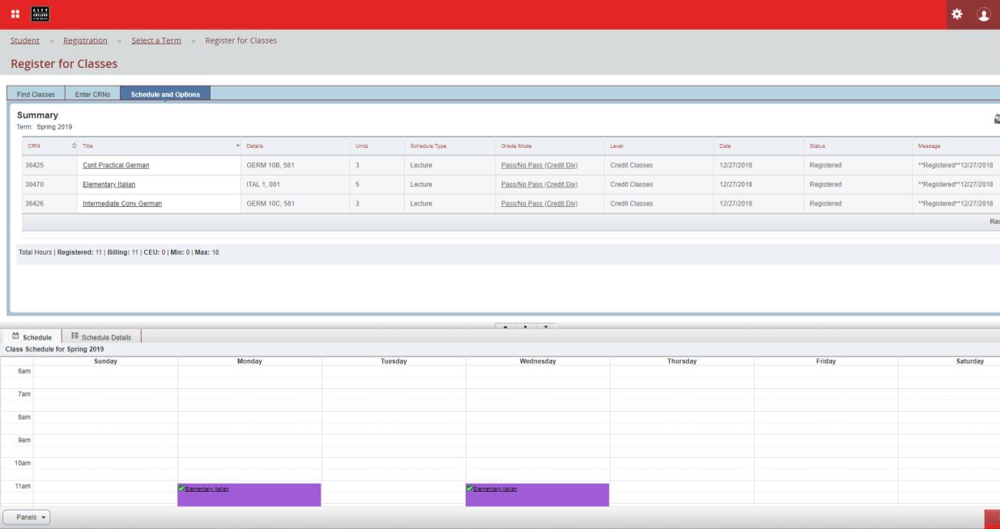 CITY
COLLEGE
Student Registration Select a Term Register for Classes
Register for Classes
Find Classes Enter CRNs Schedule and Options
Summary
Term: Spring 2019
CRN Title Details Units Schedule Type Grade Mode Level Date Status Message
36425 Cont Practical German GERM 10B, 581 3 Lecture Pass/No Pass (Credit Div) Credit Classes 12/27/2018 Registered **Registered**12/27/2018
30470 Elementary Italian ITAL 1, 001 5 Lecture Pass/No Pass (Credit Div) Credit Classes 12/27/2018 Registered **Registered**12/27/2018
36426 Intermediate Conv German GERM 10C, 581 3 Lecture Pass/No Pass (Credit Div) Credit Classes 12/27/2018 Registered **Registered**12/27/2018
Rec
Total Hours | Registered: 11 | Billing: 11 | CEU: 0 | Min: 0 | Max: 18
Schedule Schedule Details
Class Schedule for Spring 2019
Sunday Monday Tuesday Wednesday Thursday Friday Saturday
6am
7am
8am
9am
10am
11am Elementary Italian Elementary Italian
Panels